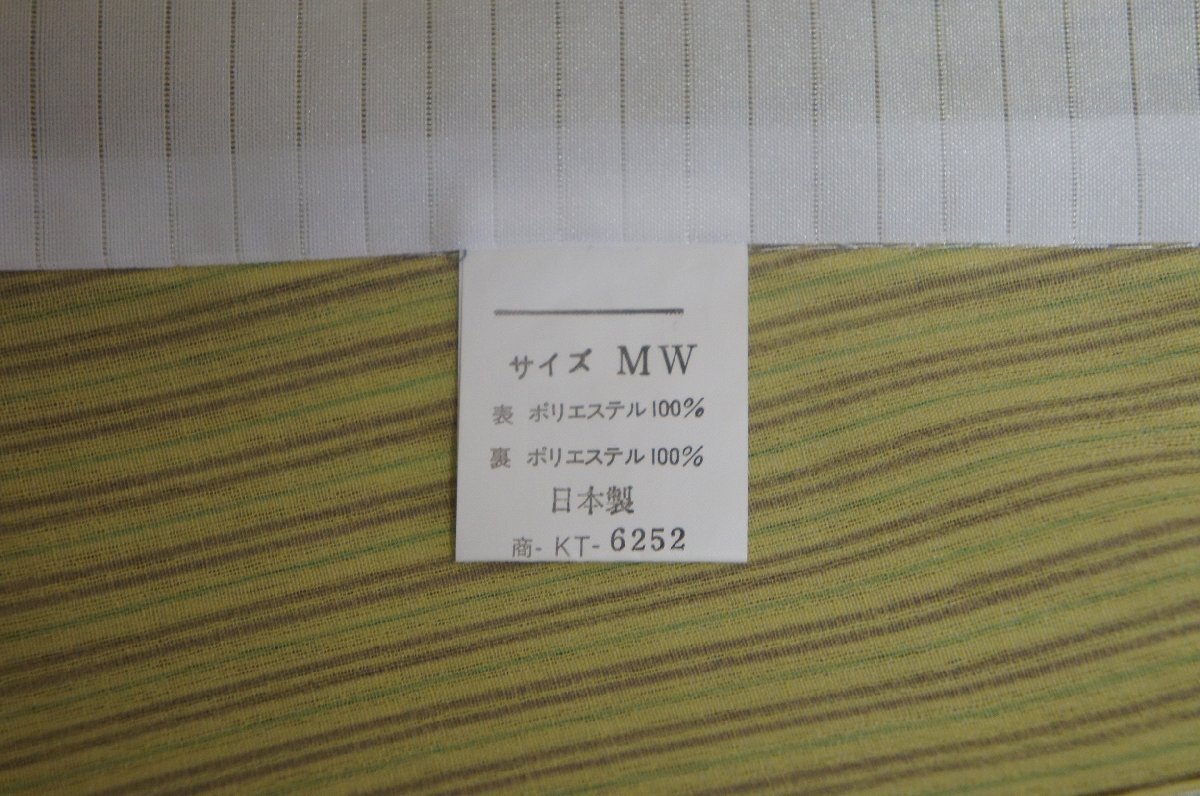 サイズ MW
表 ポリエステル100%
裏 ポリエステル100%
日本製
商-KT-6252